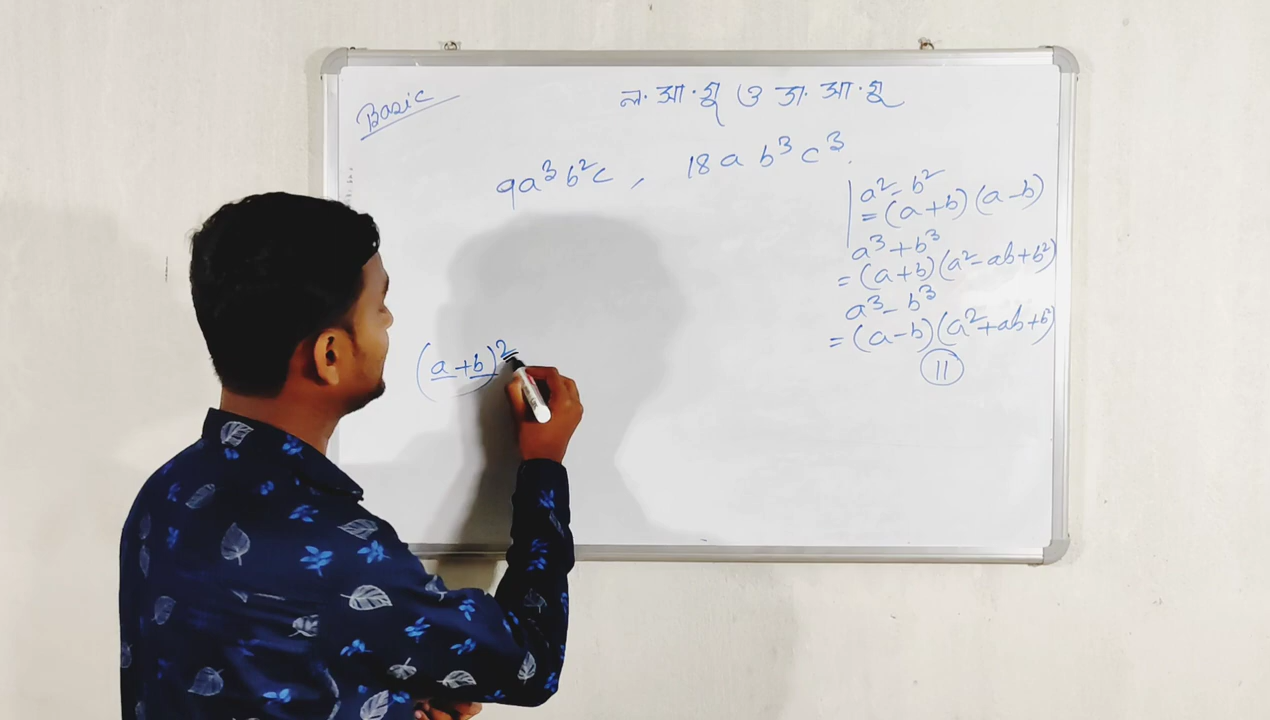 Basic
ল. সা. গু ও গ. সা. গু
9a³b²c, 18ab³c³.
a² - b²
= (a+b)(a-b)
a³ + b³
= (a+b)(a² - ab + b²)
a³ - b³
= (a-b)(a² + ab + b²)
(a+b)²
11